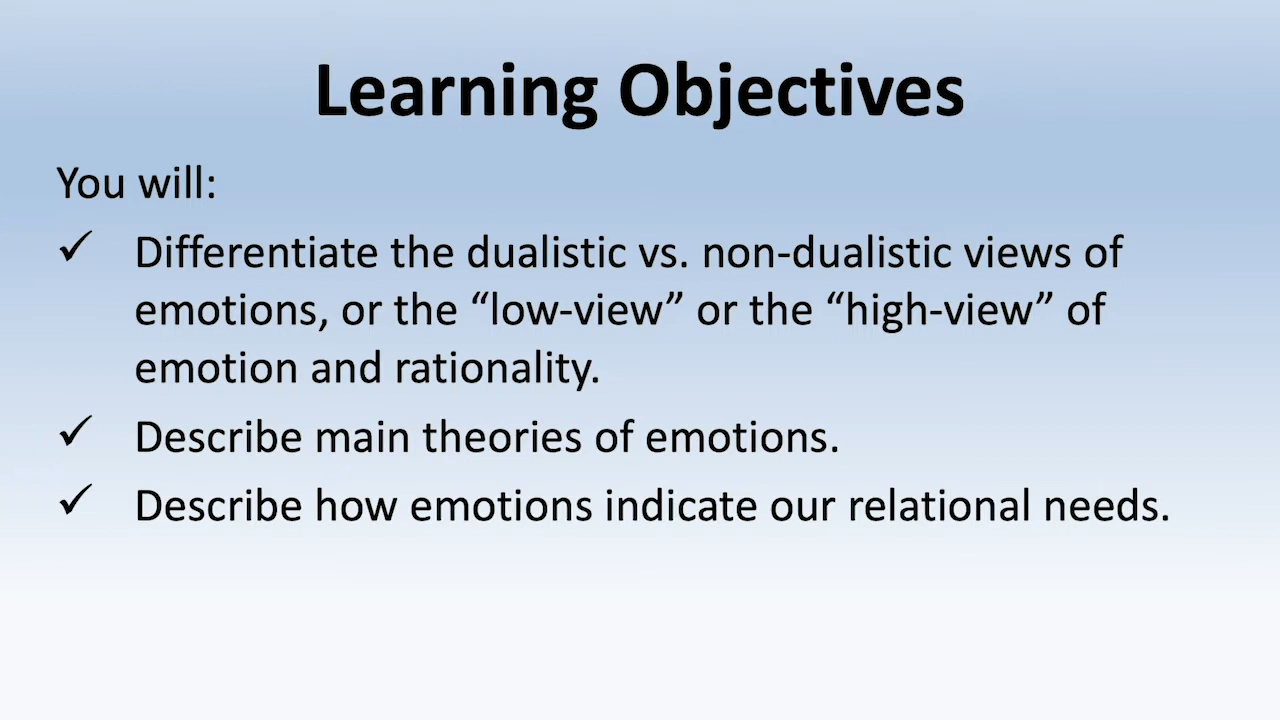 Learning Objectives
You will:
✓ Differentiate the dualistic vs. non-dualistic views of
emotions, or the “low-view” or the “high-view” of
emotion and rationality.
✓ Describe main theories of emotions.
✓ Describe how emotions indicate our relational needs.